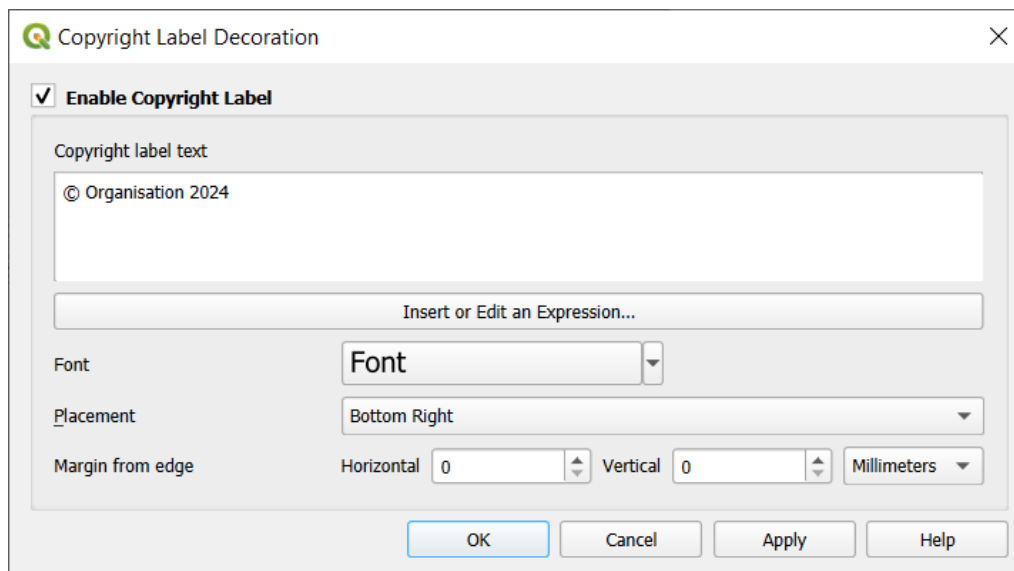 Copyright Label Decoration
Enable Copyright Label
Copyright label text
© Organisation 2024
Insert or Edit an Expression...
Font Font
Placement Bottom Right
Margin from edge Horizontal 0 Vertical 0 Millimeters
OK Cancel Apply Help